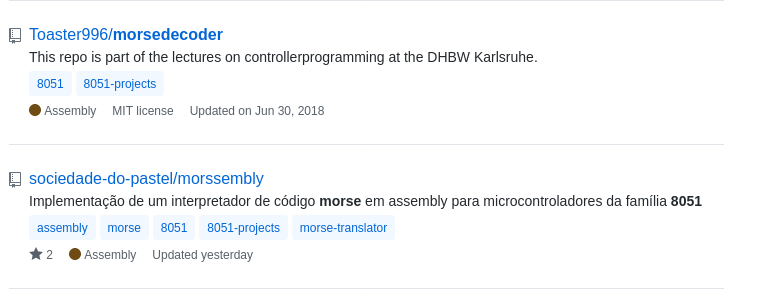 Toaster996/morsedecoder
This repo is part of the lectures on controllerprogramming at the DHBW Karlsruhe.
8051 8051-projects
Assembly MIT license Updated on Jun 30, 2018
sociedade-do-pastel/morssembly
Implementação de um interpretador de código morse em assembly para microcontroladores da família 8051
assembly morse 8051 8051-projects morse-translator
2 Assembly Updated yesterday